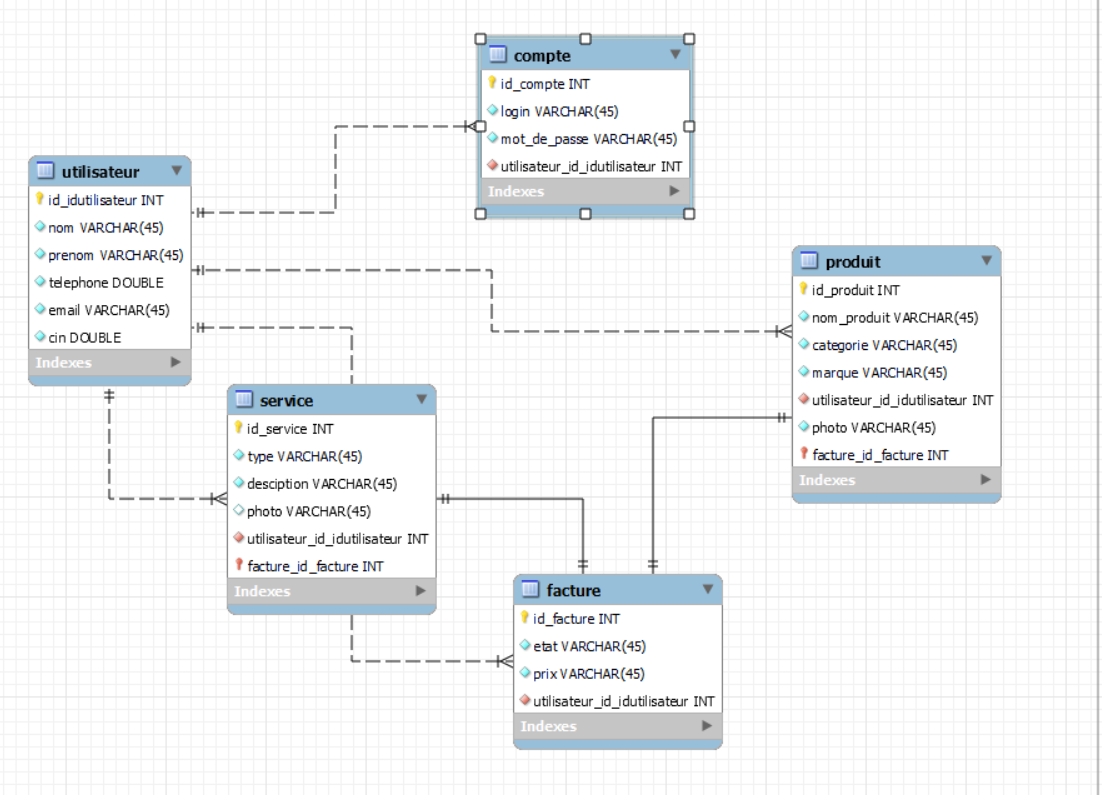 compte
id_compte INT
login VARCHAR(45)
mot_de_passe VARCHAR(45)
utilisateur_id_idutilisateur INT
Indexes
utilisateur
id_idutilisateur INT
nom VARCHAR(45)
prenom VARCHAR(45)
telephone DOUBLE
email VARCHAR(45)
cin DOUBLE
Indexes
produit
id_produit INT
nom_produit VARCHAR(45)
categorie VARCHAR(45)
marque VARCHAR(45)
utilisateur_id_idutilisateur INT
photo VARCHAR(45)
facture_id_facture INT
Indexes
service
id_service INT
type VARCHAR(45)
desciption VARCHAR(45)
photo VARCHAR(45)
utilisateur_id_idutilisateur INT
facture_id_facture INT
Indexes
facture
id_facture INT
etat VARCHAR(45)
prix VARCHAR(45)
utilisateur_id_idutilisateur INT
Indexes